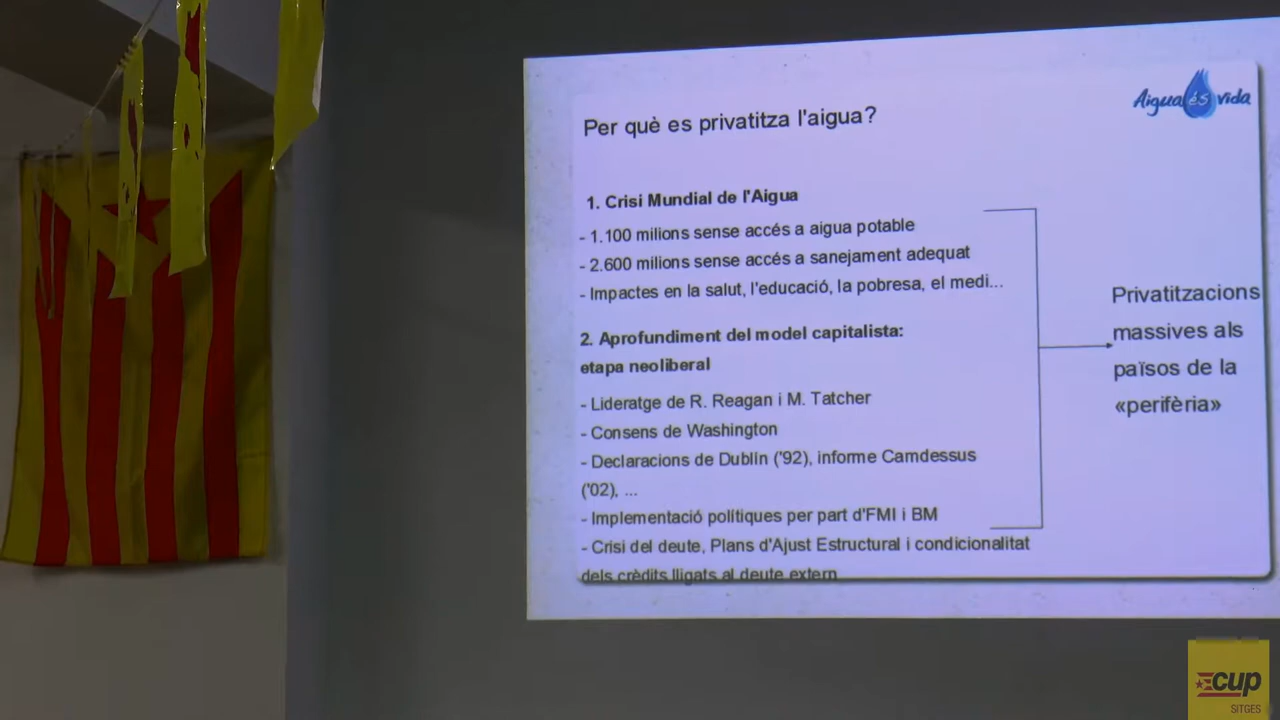 Aigua és vida
Per què es privatitza l'aigua?
1. Crisi Mundial de l'Aigua
- 1.100 milions sense accés a aigua potable
- 2.600 milions sense accés a sanejament adequat
- Impactes en la salut, l'educació, la pobresa, el medi...
2. Aprofundiment del model capitalista:
etapa neoliberal
- Lideratge de R. Reagan i M. Tatcher
- Consens de Washington
- Declaracions de Dublin ('92), informe Camdessus
('02), ...
- Implementació polítiques per part d'FMI i BM
- Crisi del deute, Plans d'Ajust Estructural i condicionalitat
dels crèdits lligats al deute extern
Privatitzacions
massives als
països de la
«perifèria»
cup
SITGES